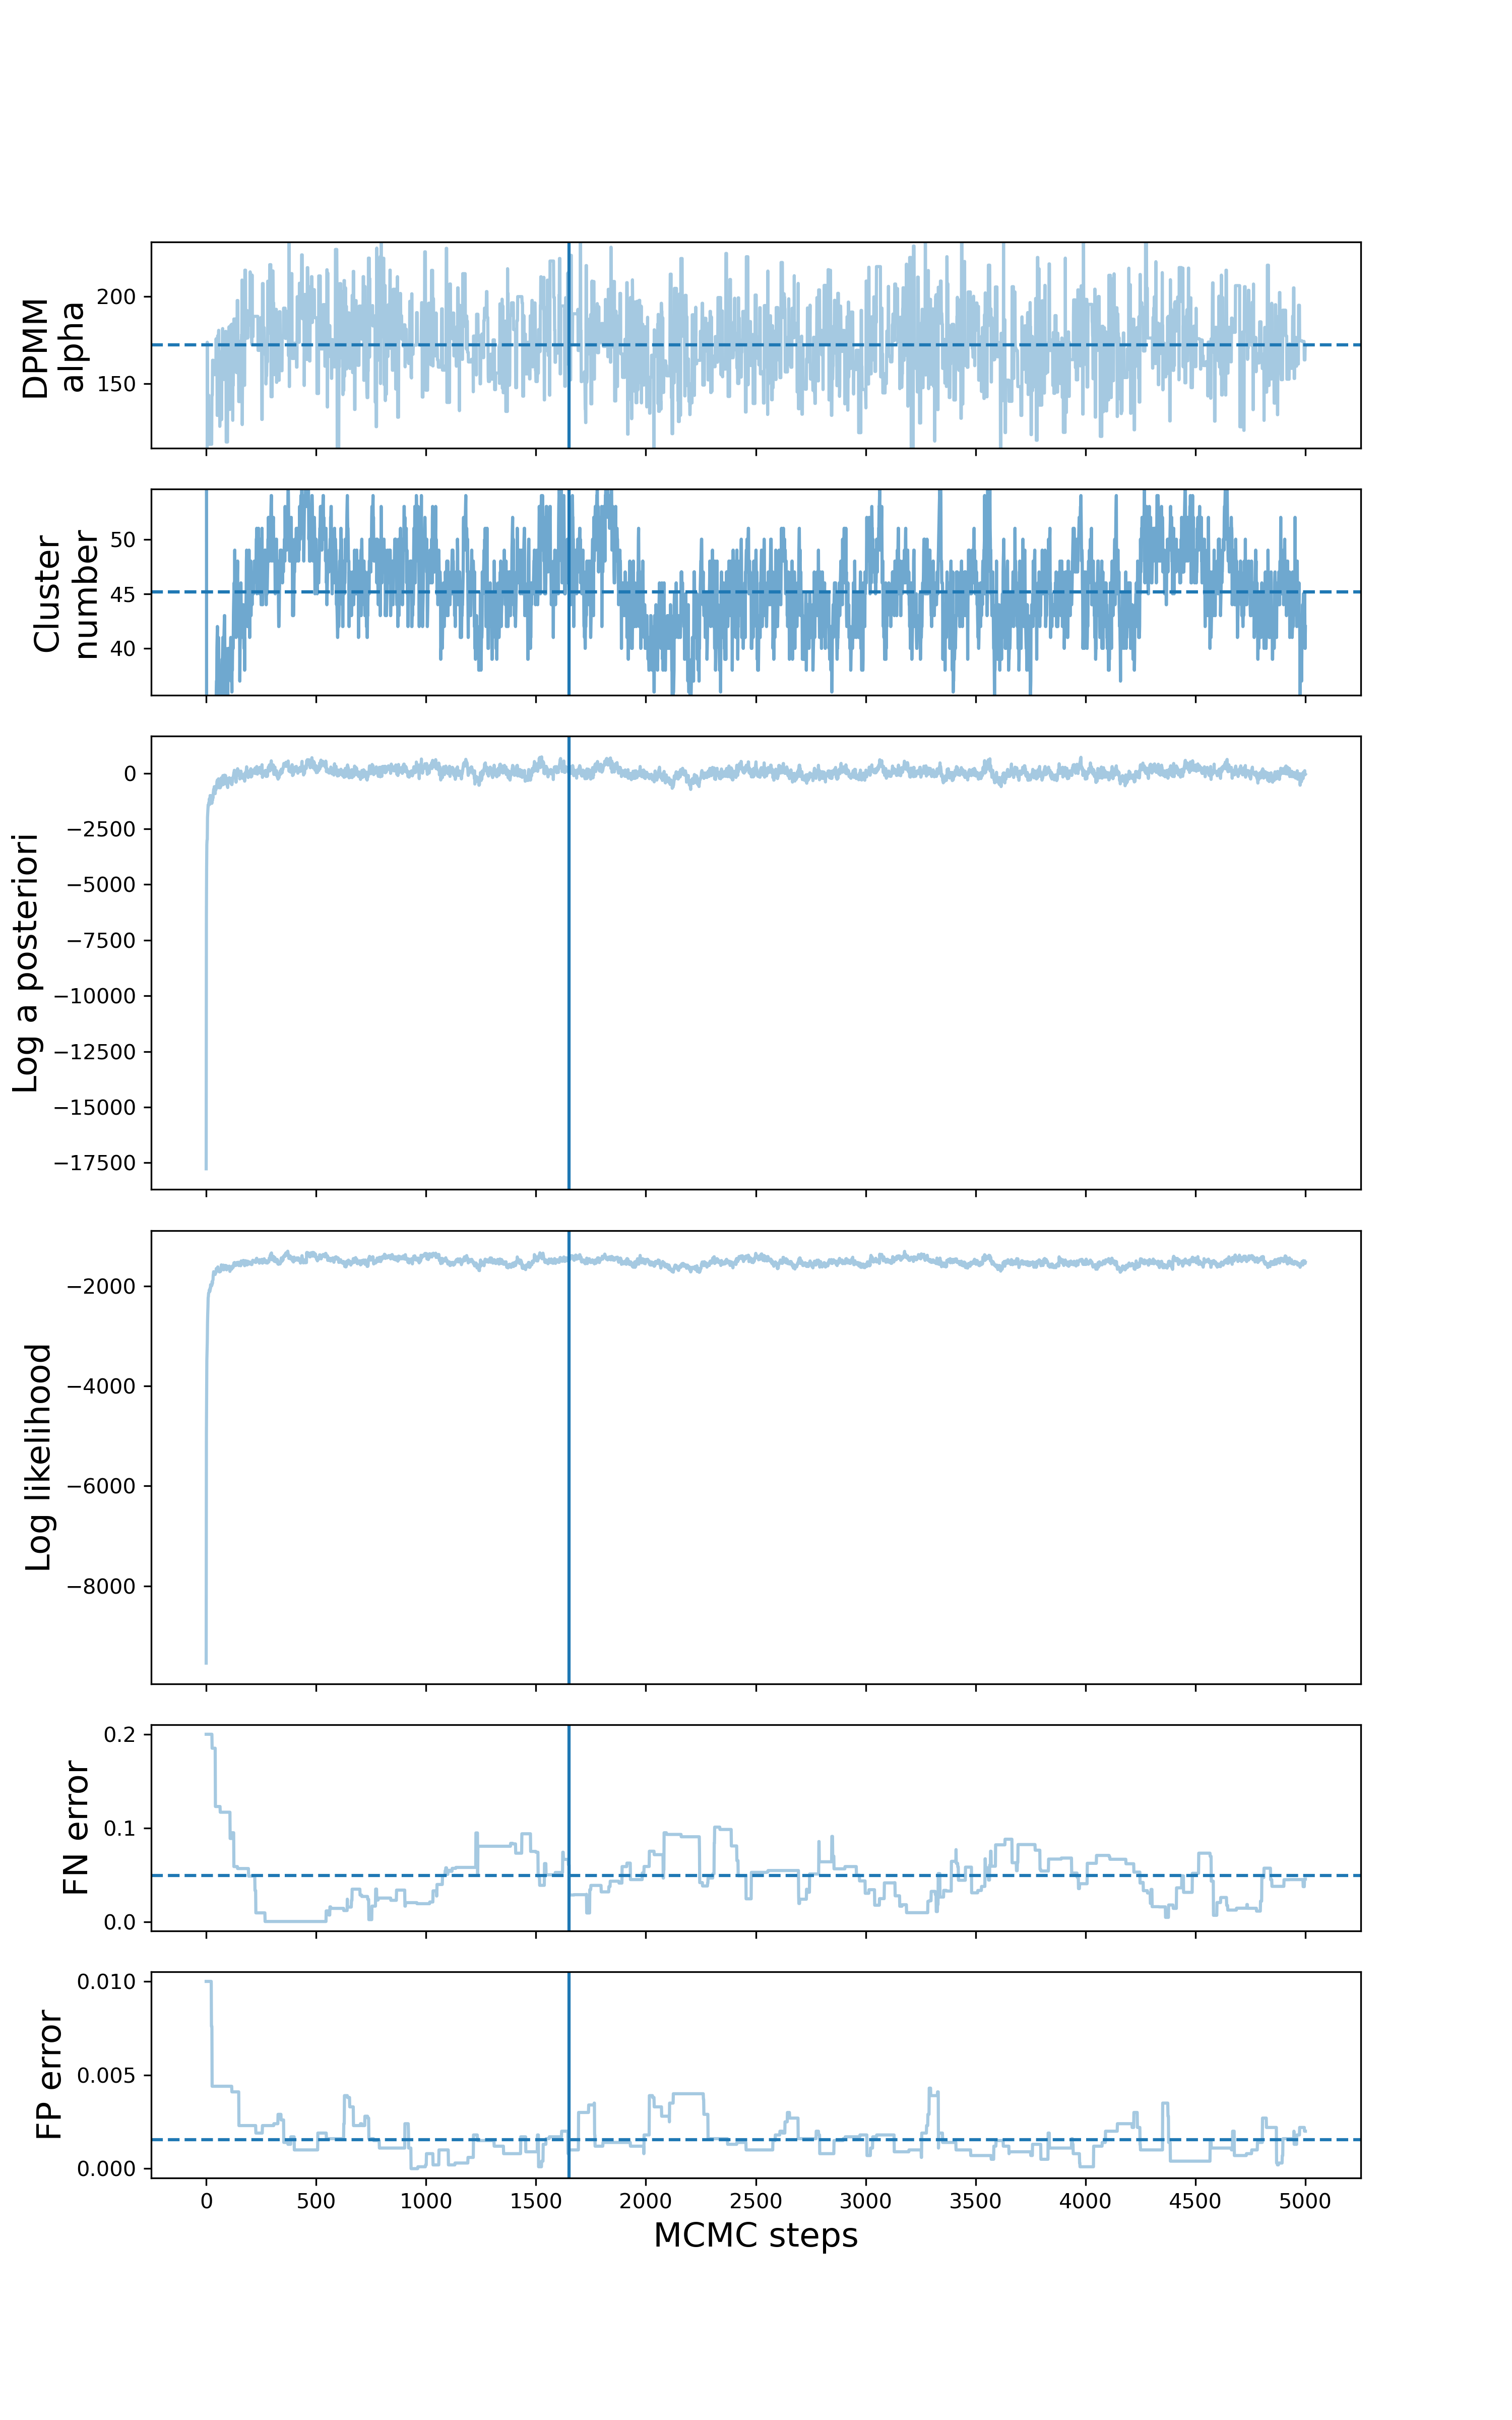 DPMM
alpha
200
150
Cluster
number
50
45
40
Log a posteriori
0
−2500
−5000
−7500
−10000
−12500
−15000
−17500
Log likelihood
−2000
−4000
−6000
−8000
FN error
0.2
0.1
0.0
FP error
0.010
0.005
0.000
0 500 1000 1500 2000 2500 3000 3500 4000 4500 5000
MCMC steps